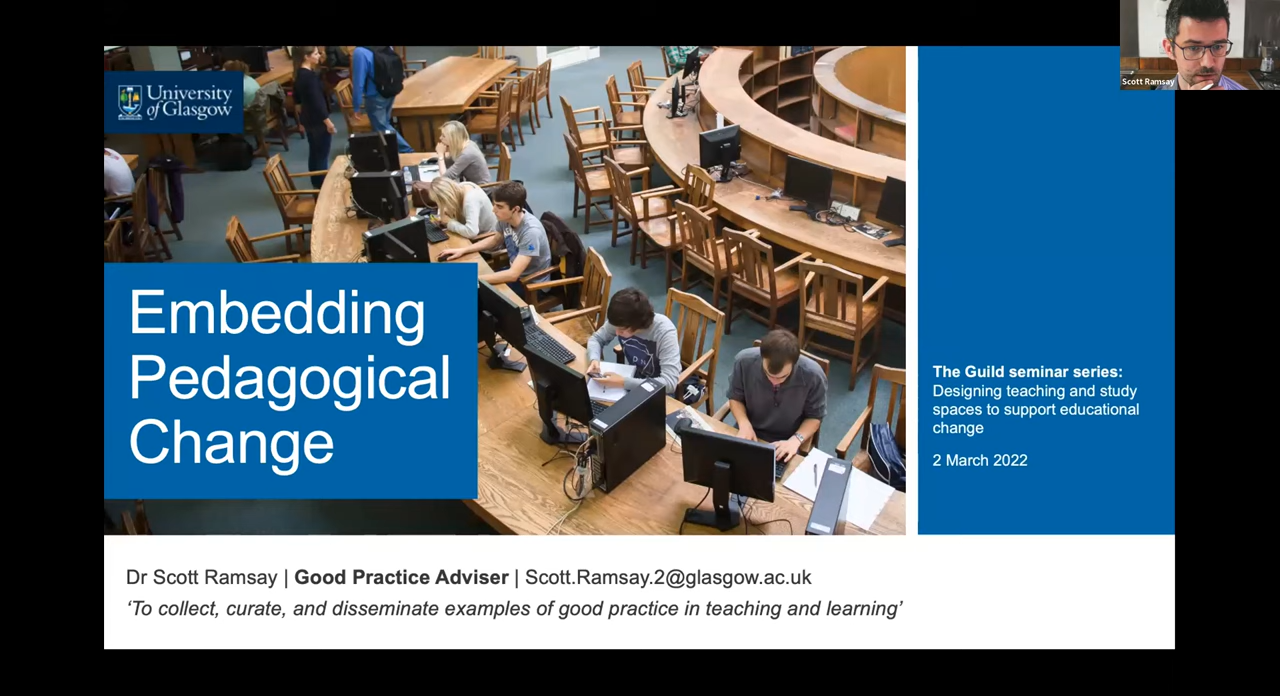 Scott Ramsay
University
of Glasgow
Embedding
Pedagogical
Change
The Guild seminar series:
Designing teaching and study
spaces to support educational
change
2 March 2022
Dr Scott Ramsay | Good Practice Adviser | Scott.Ramsay.2@glasgow.ac.uk
‘To collect, curate, and disseminate examples of good practice in teaching and learning’